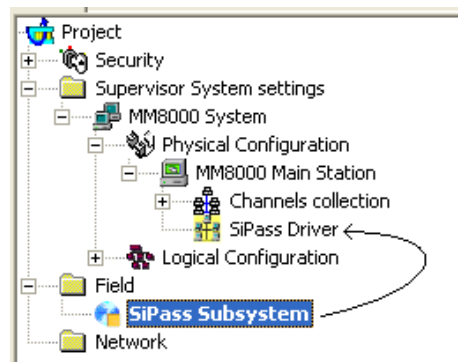 Project
Security
Supervisor System settings
MM8000 System
Physical Configuration
MM8000 Main Station
Channels collection
SiPass Driver
Logical Configuration
Field
SiPass Subsystem
Network